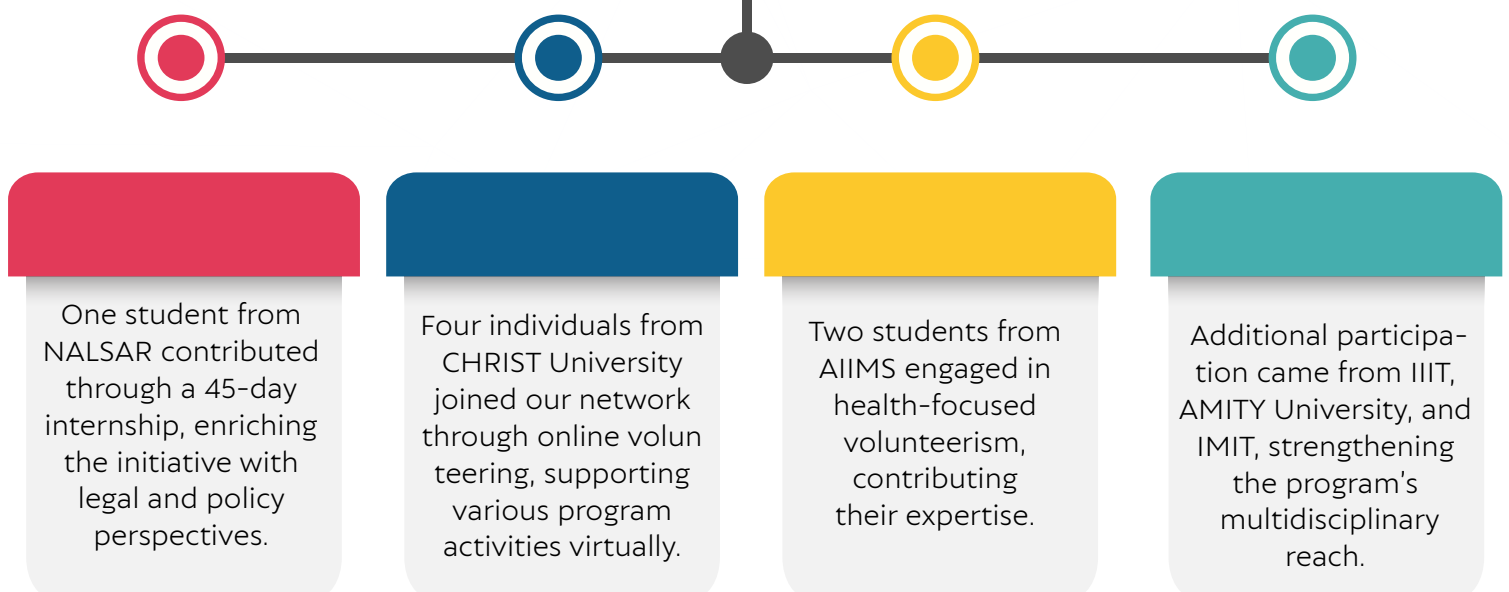 One student from
NALSAR contributed
through a 45-day
internship, enriching
the initiative with
legal and policy
perspectives.
Four individuals from
CHRIST University
joined our network
through online volun
teering, supporting
various program
activities virtually.
Two students from
AIIMS engaged in
health-focused
volunteerism,
contributing
their expertise.
Additional participa-
tion came from IIIT,
AMITY University, and
IMIT, strengthening
the program's
multidisciplinary
reach.